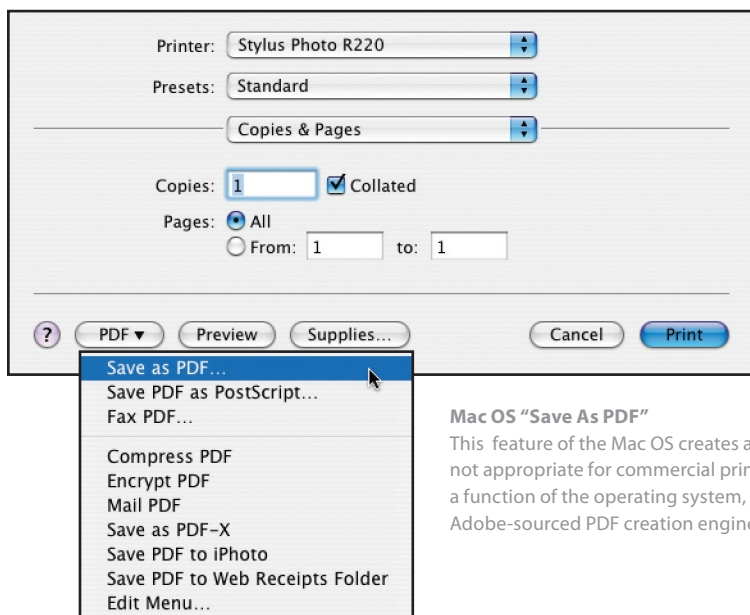 Printer: Stylus Photo R220
Presets: Standard
Copies & Pages
Copies: 1 Collated
Pages: All
From: 1 to: 1
? PDF Preview Supplies... Cancel Print
Save as PDF...
Save PDF as PostScript...
Fax PDF...
Compress PDF
Encrypt PDF
Mail PDF
Save as PDF-X
Save PDF to iPhoto
Save PDF to Web Receipts Folder
Edit Menu...
Mac OS “Save As PDF”
This feature of the Mac OS creates a
not appropriate for commercial
a function of the operating system,
Adobe-sourced PDF creation